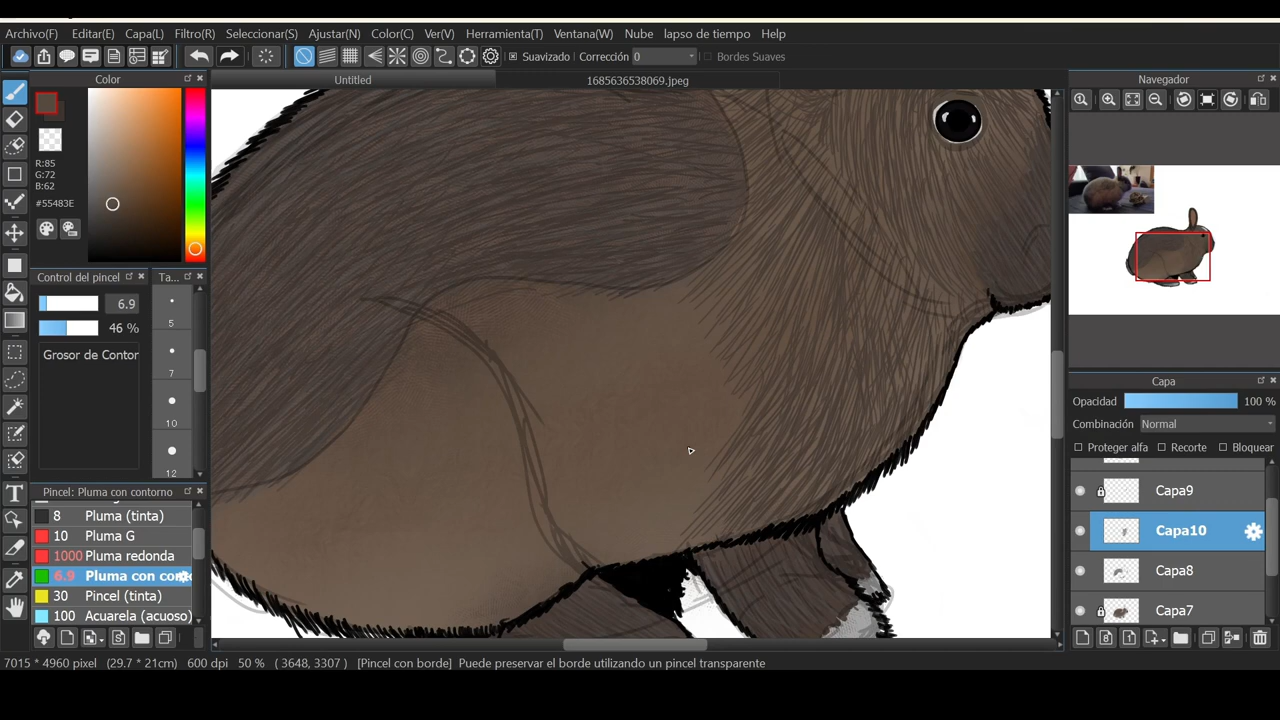 Archivo(F) Editar(E) Capa(L) Filtro(R) Seleccionar(S) Ajustar(N) Color(C) Ver(V) Herramienta(T) Ventana(W) Nube lapso de tiempo Help
Suavizado Corrección 0 Bordes Suaves
Color Untitled 1685636538069.jpeg Navegador
R:85
G:72
B:62
#55483E
Control del pincel Ta...
6.9
5
46 %
Grosor de Contor
7
10
12
Capa
Opacidad 100 %
Combinación Normal
Proteger alfa Recorte Bloquear
Capa9
Capa10
Capa8
Capa7
Pincel: Pluma con contorno
8 Pluma (tinta)
10 Pluma G
1000 Pluma redonda
6.9 Pluma con con
30 Pincel (tinta)
100 Acuarela (acuoso)
7015 * 4960 pixel (29.7 * 21cm) 600 dpi 50 % ( 3648, 3307 ) [Pincel con borde] Puede preservar el borde utilizando un pincel transparente